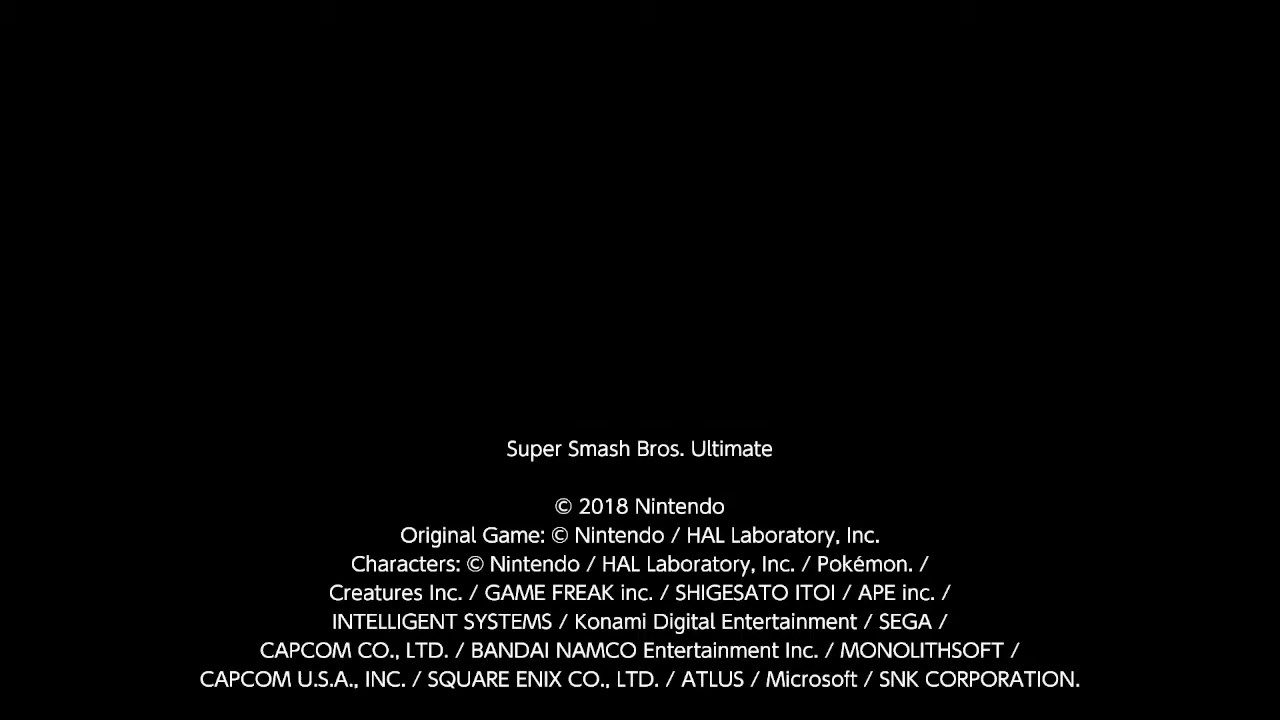 Super Smash Bros. Ultimate
© 2018 Nintendo
Original Game: © Nintendo / HAL Laboratory, Inc.
Characters: © Nintendo / HAL Laboratory, Inc. / Pokémon. /
Creatures Inc. / GAME FREAK inc. / SHIGESATO ITOI / APE inc. /
INTELLIGENT SYSTEMS / Konami Digital Entertainment / SEGA /
CAPCOM CO., LTD. / BANDAI NAMCO Entertainment Inc. / MONOLITHSOFT /
CAPCOM U.S.A., INC. / SQUARE ENIX CO., LTD. / ATLUS / Microsoft / SNK CORPORATION.